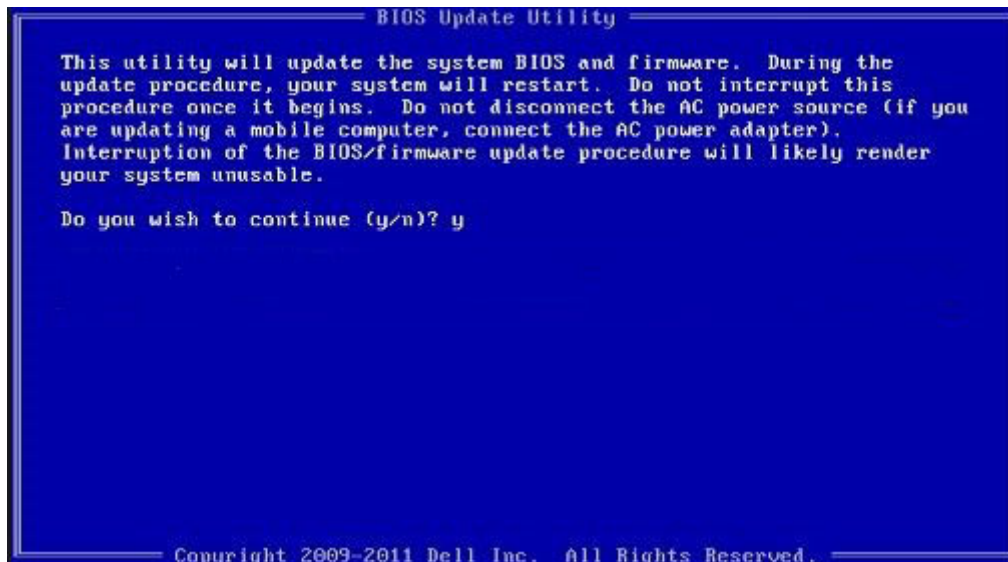 BIOS Update Utility
This utility will update the system BIOS and firmware. During the
update procedure, your system will restart. Do not interrupt this
procedure once it begins. Do not disconnect the AC power source (if you
are updating a mobile computer, connect the AC power adapter).
Interruption of the BIOS/firmware update procedure will likely render
your system unusable.
Do you wish to continue (y/n)? y
Copyright 2009-2011 Dell Inc. All Rights Reserved.